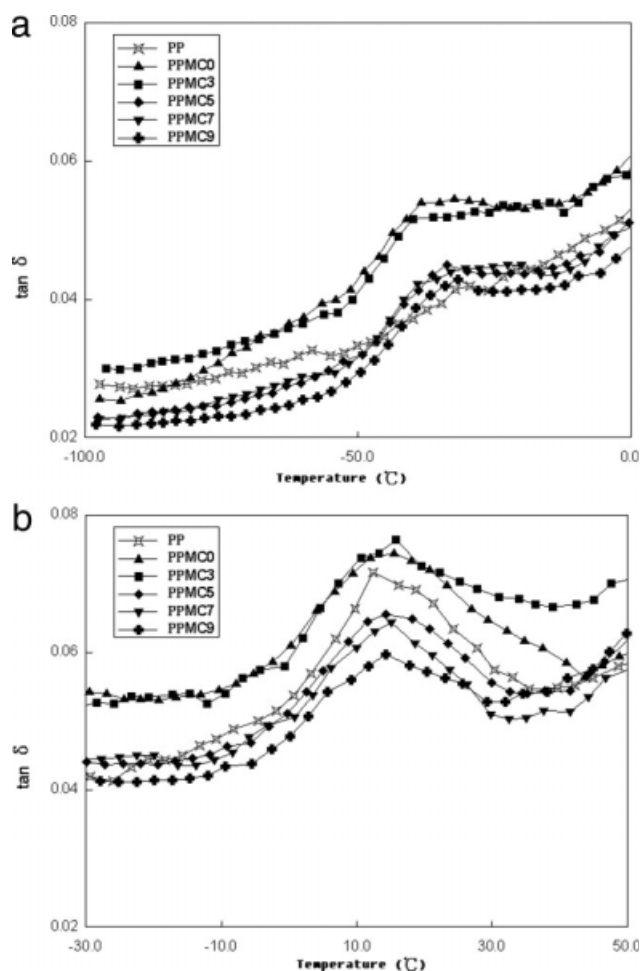 a
0.08
PP
PPMC0
PPMC3
PPMC5
PPMC7
PPMC9
0.06
tan δ
0.04
0.02
-100.0 -50.0 0.0
Temperature (℃)
b
0.08
PP
PPMC0
PPMC3
PPMC5
PPMC7
PPMC9
0.06
tan δ
0.04
0.02
-30.0 -10.0 10.0 30.0 50.0
Temperature (℃)